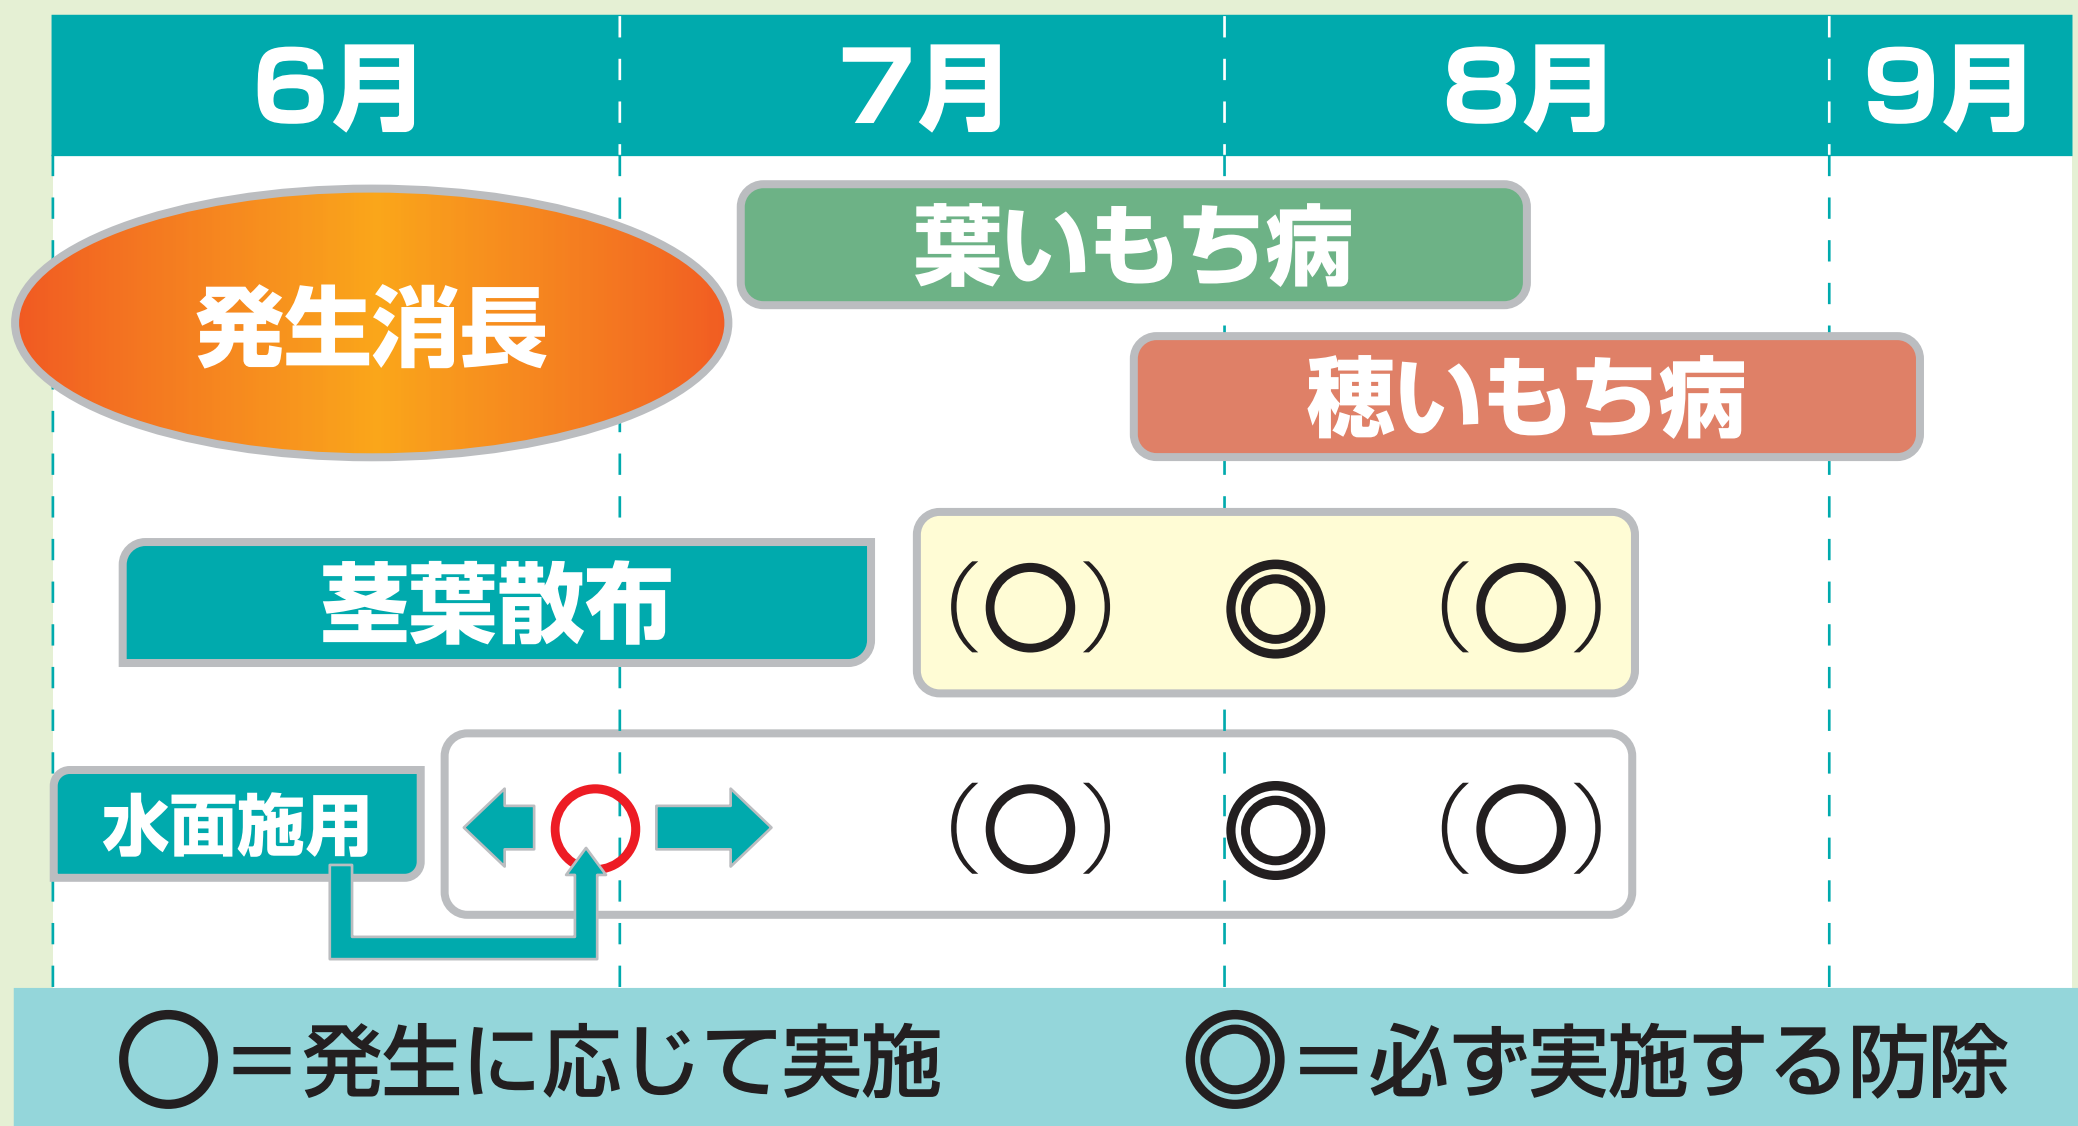 6月 7月 8月 9月
発生消長
葉いもち病
穂いもち病
茎葉散布
(○) ◎ (○)
水面施用
○ (○) ◎ (○)
○＝発生に応じて実施 ◎＝必ず実施する防除